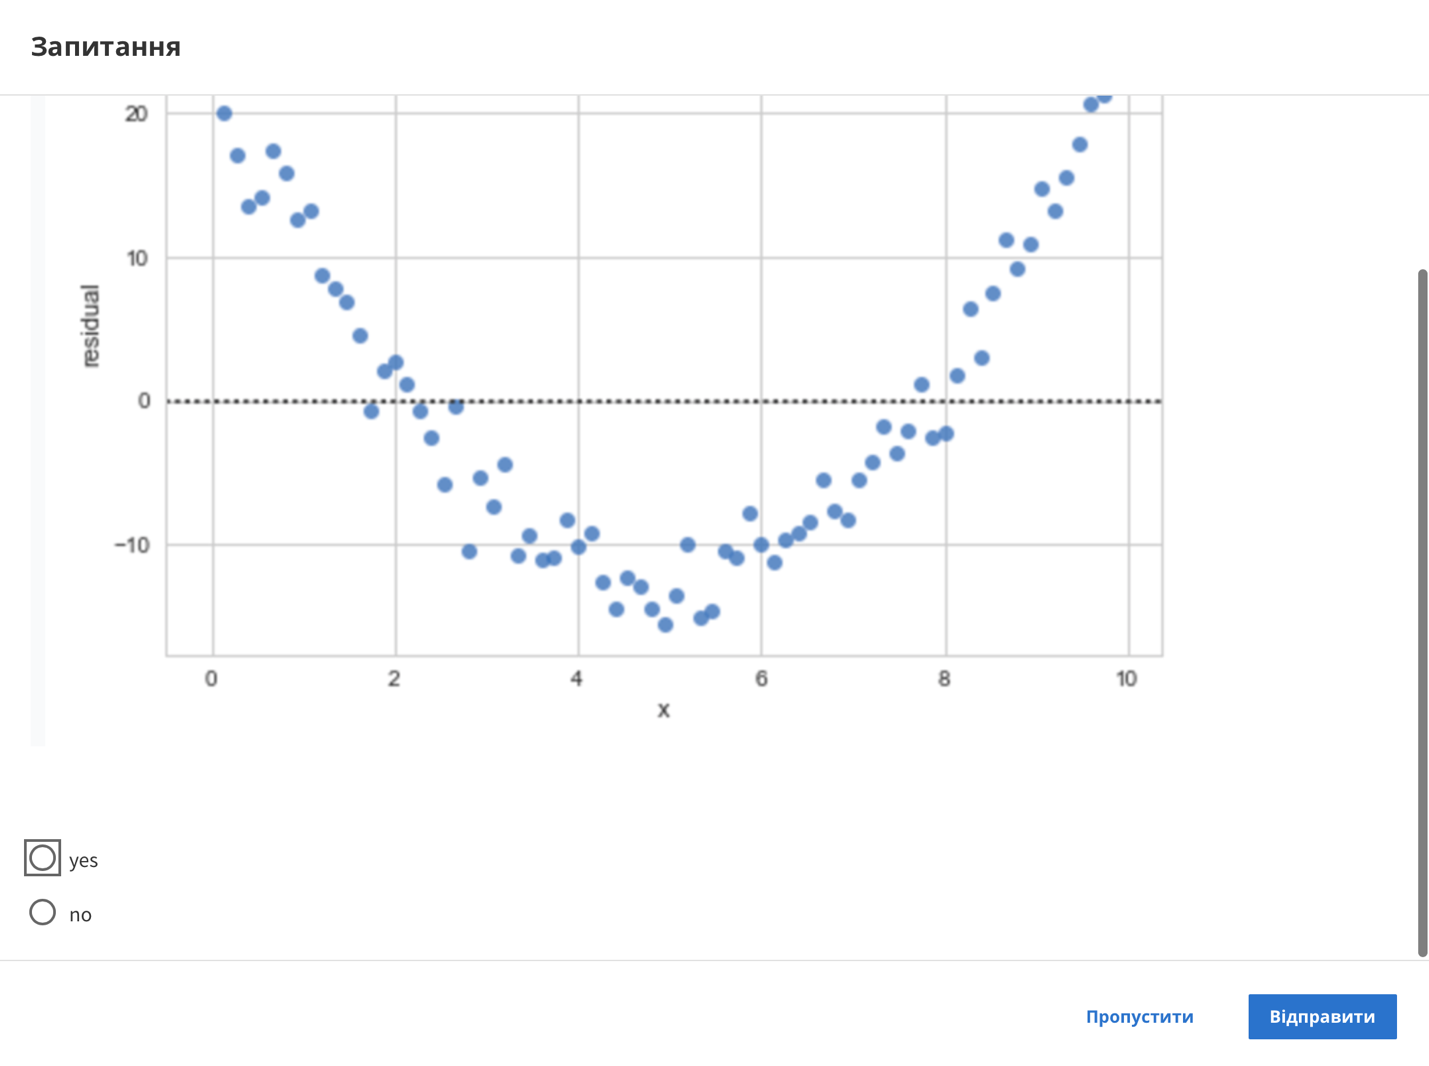 Запитання
20
10
0
−10
residual
0 2 4 6 8 10
x
yes
no
Пропустити Відправити